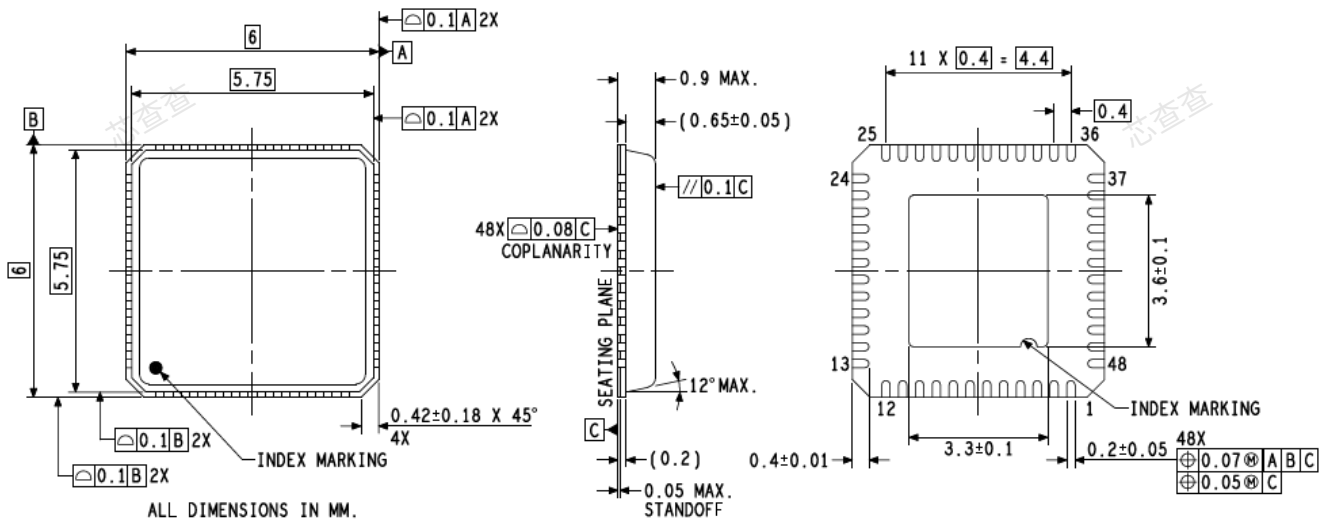 ⌓ 0.1 A 2X
6
A
5.75
⌓ 0.1 A 2X
B
芯查查
6
5.75
0.42±0.18 X 45°
4X
⌓ 0.1 B 2X
INDEX MARKING
⌓ 0.1 B 2X
ALL DIMENSIONS IN MM.
0.9 MAX.
(0.65±0.05)
// 0.1 C
48X ⌓ 0.08 C
COPLANARITY
SEATING PLANE
12° MAX.
C
(0.2)
0.05 MAX.
STANDOFF
11 X 0.4 = 4.4
0.4
芯查查
25
36
24
37
3.6±0.1
13
48
12
1
INDEX MARKING
3.3±0.1
0.4±0.01
0.2±0.05
48X
⌖ 0.07 Ⓜ A B C
⌖ 0.05 Ⓜ C